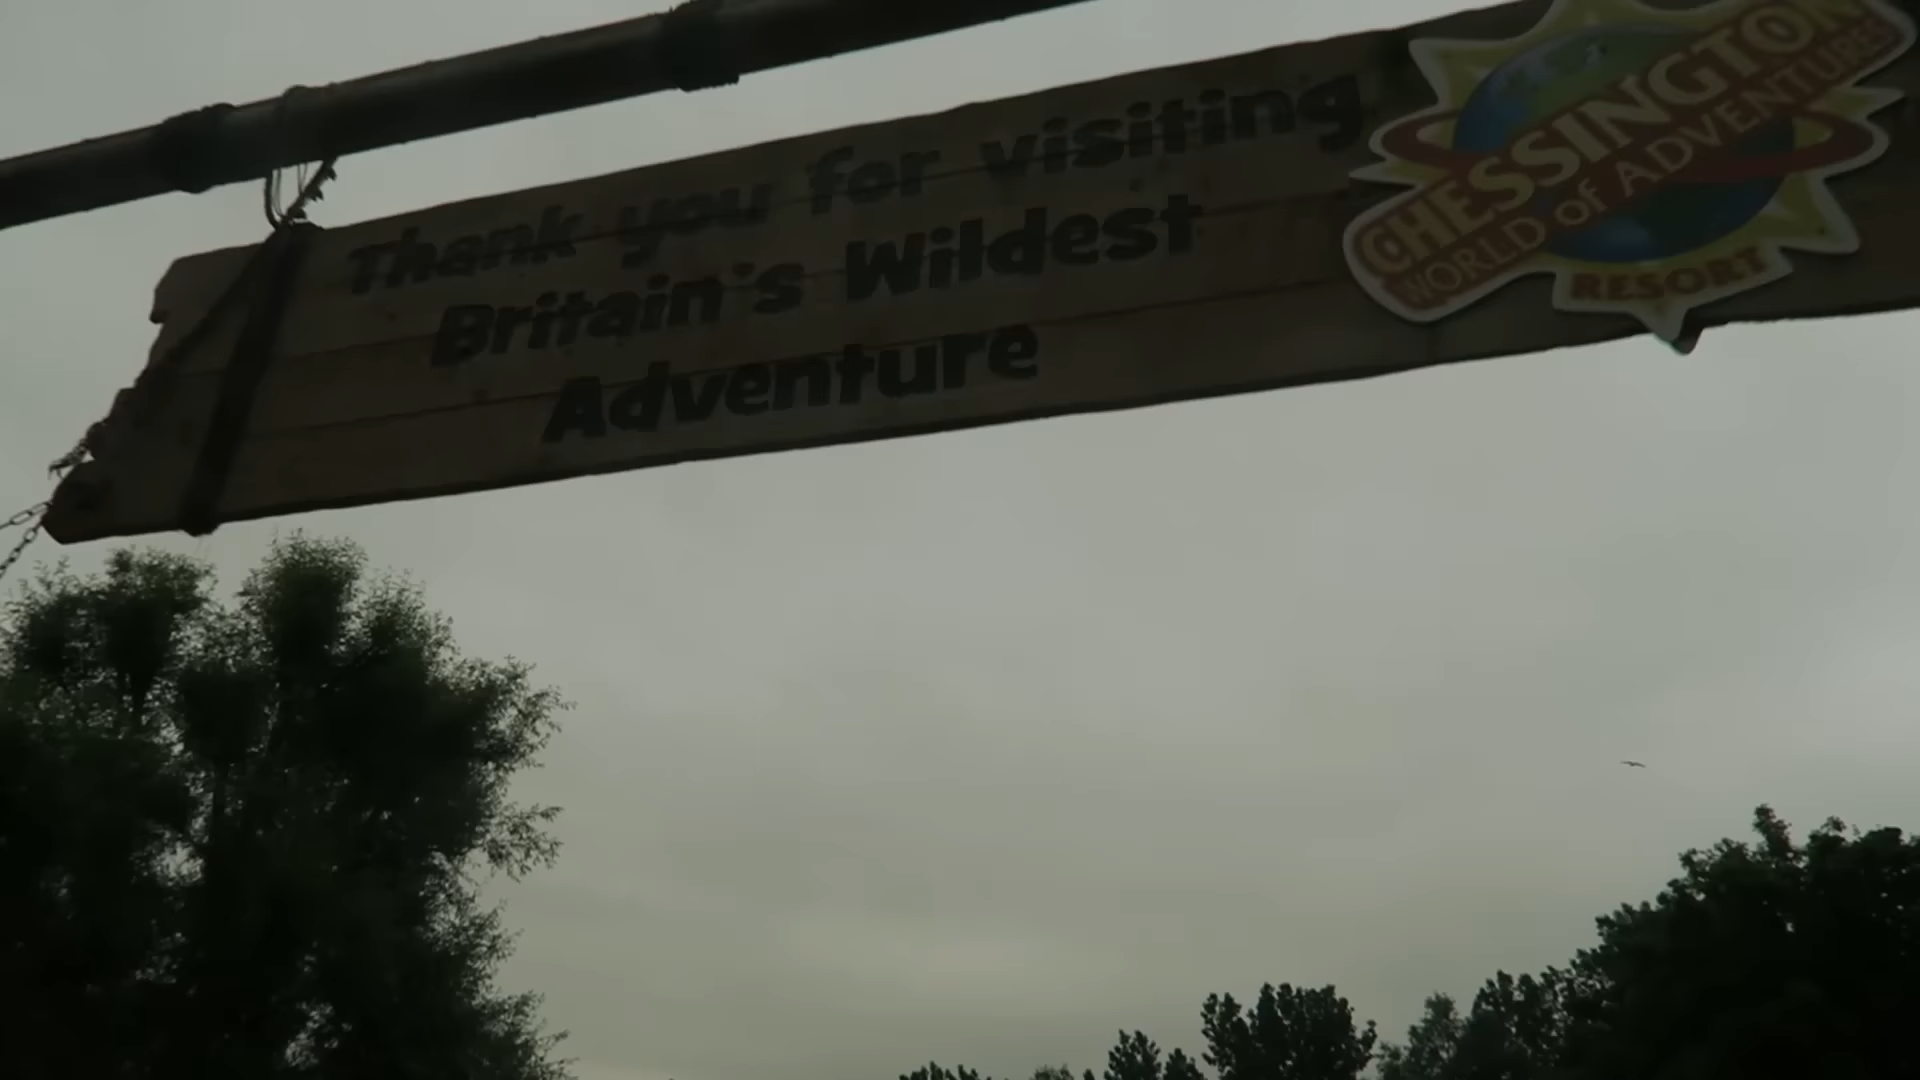 Thank you for visiting
Britain's Wildest
Adventure
CHESSINGTON
WORLD OF ADVENTURES
RESORT